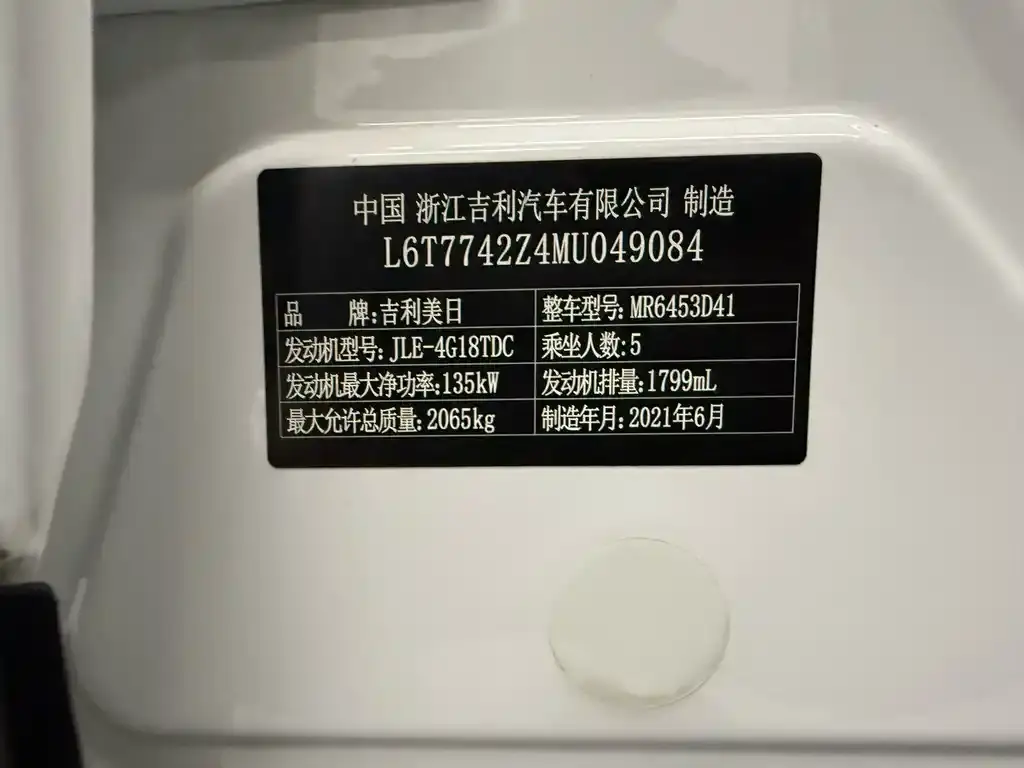 中国 浙江吉利汽车有限公司 制造
L6T7742Z4MU049084
品 牌:吉利美日 整车型号:MR6453D41
发动机型号:JLE-4G18TDC 乘坐人数:5
发动机最大净功率:135kW 发动机排量:1799mL
最大允许总质量:2065kg 制造年月:2021年6月